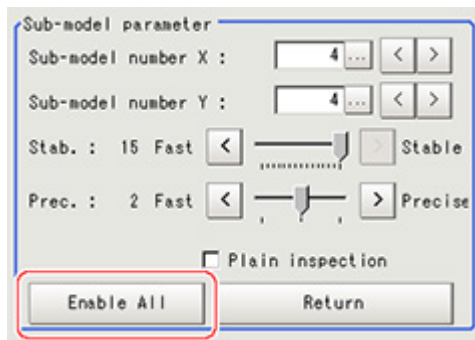 Sub-model parameter
Sub-model number X : 4 ... < >
Sub-model number Y : 4 ... < >
Stab. : 15 Fast < > Stable
Prec. : 2 Fast < > Precise
Plain inspection
Enable All Return